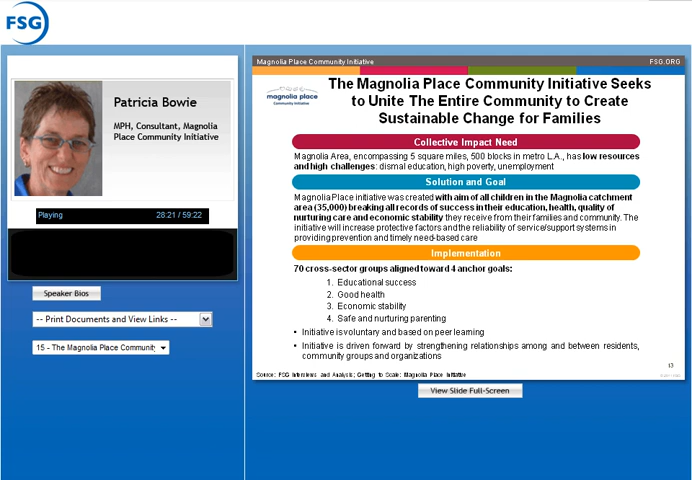 FSG
Patricia Bowie
MPH, Consultant, Magnolia
Place Community Initiative
Playing
28:21 / 59:22
Speaker Bios
-- Print Documents and View Links --
15 - The Magnolia Place Community
Magnolia Place Community Initiative
FSG.ORG
magnolia place
Community Initiative
The Magnolia Place Community Initiative Seeks
to Unite The Entire Community to Create
Sustainable Change for Families
Collective Impact Need
Magnolia Area, encompassing 5 square miles, 500 blocks in metro L.A., has low resources
and high challenges: dismal education, high poverty, unemployment
Solution and Goal
Magnolia Place initiative was created with aim of all children in the Magnolia catchment
area (35,000) breaking all records of success in their education, health, quality of
nurturing care and economic stability they receive from their families and community. The
initiative will increase protective factors and the reliability of service/support systems in
providing prevention and timely need-based care
Implementation
70 cross-sector groups aligned toward 4 anchor goals:
1. Educational success
2. Good health
3. Economic stability
4. Safe and nurturing parenting
• Initiative is voluntary and based on peer learning
• Initiative is driven forward by strengthening relationships among and between residents,
community groups and organizations
Source: FSG Interviews and Analysis; Getting to Scale: Magnolia Place Initiative
View Slide Full-Screen